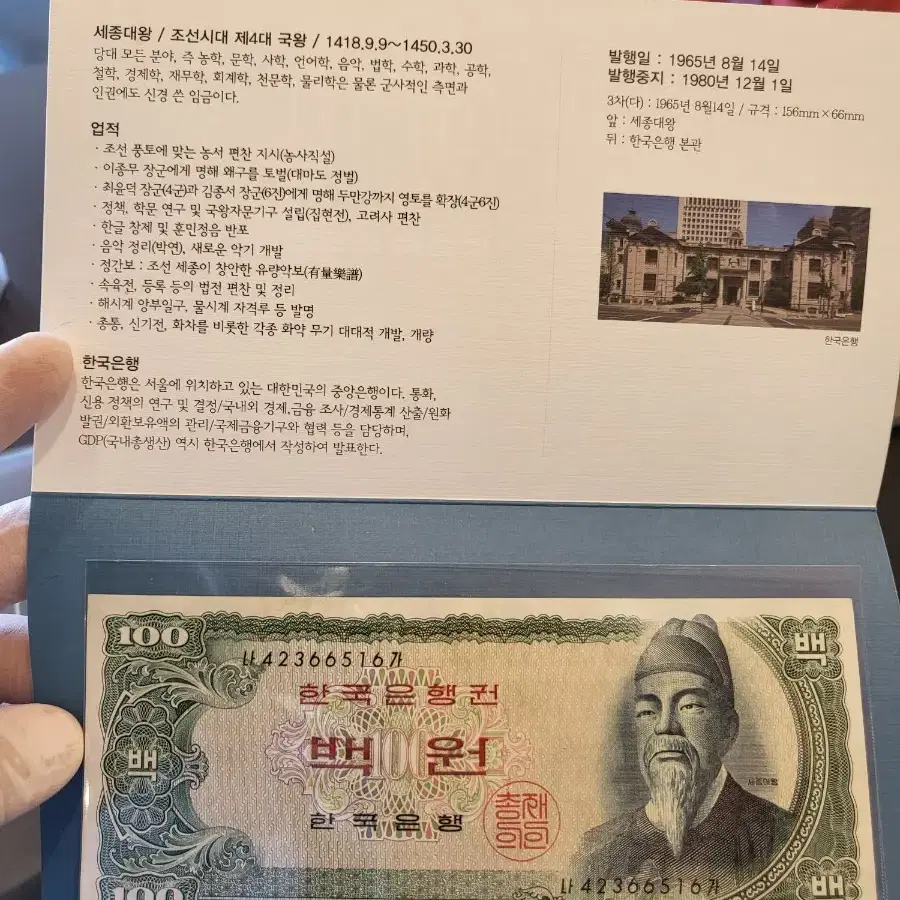 세종대왕 / 조선시대 제4대 국왕 / 1418.9.9~1450.3.30
당대 모든 분야, 즉 농학, 문학, 사학, 언어학, 음악, 법학, 수학, 과학, 공학,
철학, 경제학, 재무학, 회계학, 천문학, 물리학은 물론 군사적인 측면과
인권에도 신경 쓴 임금이다.
업적
· 조선 풍토에 맞는 농서 편찬 지시(농사직설)
· 이종무 장군에게 명해 왜구를 토벌(대마도 정벌)
· 최윤덕 장군(4군)과 김종서 장군(6진)에게 명해 두만강까지 영토를 확장(4군6진)
· 정책, 학문 연구 및 국왕자문기구 설립(집현전), 고려사 편찬
· 한글 창제 및 훈민정음 반포
· 음악 정리(박연), 새로운 악기 개발
· 정간보 : 조선 세종이 창안한 유량악보(有量樂譜)
· 속육전, 등록 등의 법전 편찬 및 정리
· 해시계 앙부일구, 물시계 자격루 등 발명
· 총통, 신기전, 화차를 비롯한 각종 화약 무기 대대적 개발, 개량
한국은행
한국은행은 서울에 위치하고 있는 대한민국의 중앙은행이다. 통화,
신용 정책의 연구 및 결정/국내외 경제,금융 조사/경제통계 산출/원화
발권/외환보유액의 관리/국제금융기구와 협력 등을 담당하며,
GDP(국내총생산) 역시 한국은행에서 작성하여 발표한다.
발행일 : 1965년 8월 14일
발행중지 : 1980년 12월 1일
3차(다) : 1965년 8월14일 / 규격 : 156mm×66mm
앞 : 세종대왕
뒤 : 한국은행 본관
한국은행
100
백
나42366516가
한국은행권
백 100 원
백
한국은행
총재의인
세종대왕
나42366516가
100
백